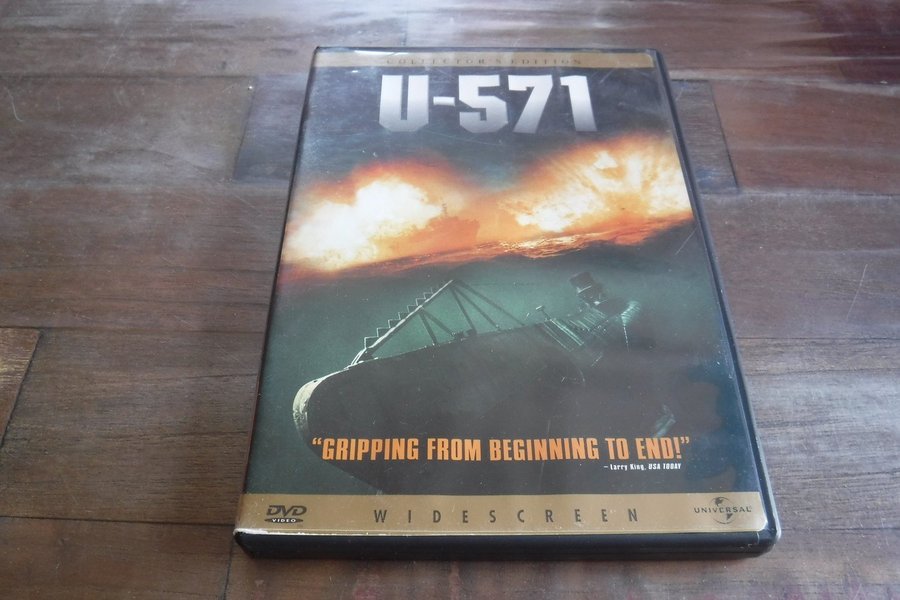 COLLECTOR'S EDITION
U-571
“GRIPPING FROM BEGINNING TO END!”
– Larry King, USA TODAY
DVD
VIDEO
WIDESCREEN
UNIVERSAL